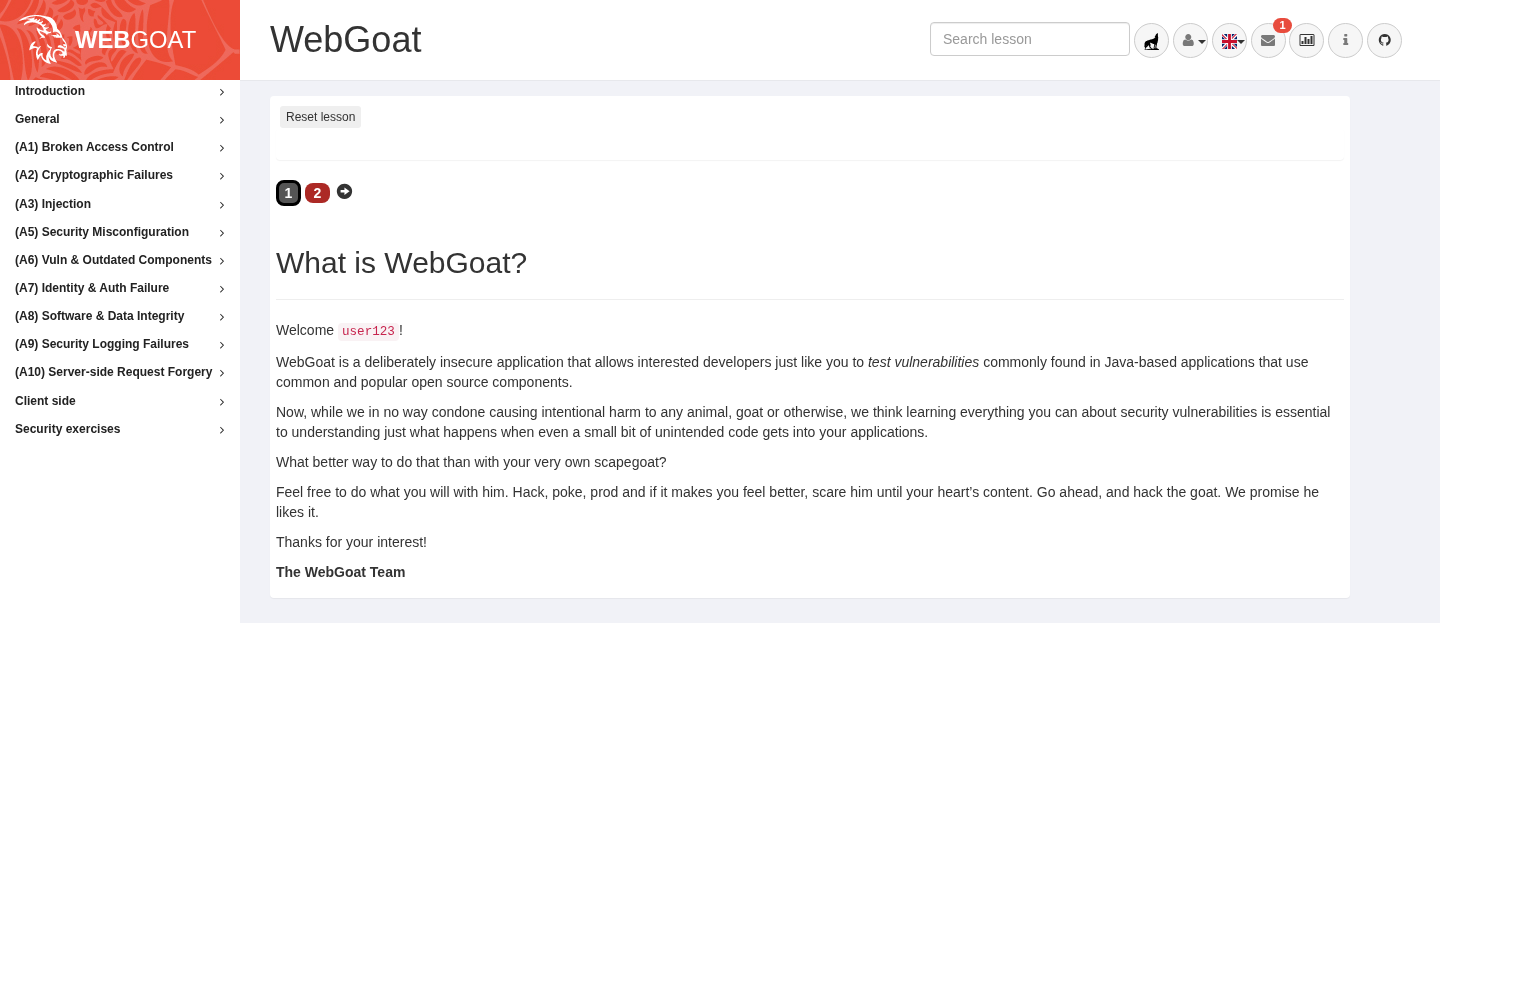 WEBGOAT
WebGoat
Search lesson
1
Introduction
General
(A1) Broken Access Control
(A2) Cryptographic Failures
(A3) Injection
(A5) Security Misconfiguration
(A6) Vuln & Outdated Components
(A7) Identity & Auth Failure
(A8) Software & Data Integrity
(A9) Security Logging Failures
(A10) Server-side Request Forgery
Client side
Security exercises
Reset lesson
1 2
What is WebGoat?
Welcome user123!
WebGoat is a deliberately insecure application that allows interested developers just like you to test vulnerabilities commonly found in Java-based applications that use
common and popular open source components.
Now, while we in no way condone causing intentional harm to any animal, goat or otherwise, we think learning everything you can about security vulnerabilities is essential
to understanding just what happens when even a small bit of unintended code gets into your applications.
What better way to do that than with your very own scapegoat?
Feel free to do what you will with him. Hack, poke, prod and if it makes you feel better, scare him until your heart’s content. Go ahead, and hack the goat. We promise he
likes it.
Thanks for your interest!
The WebGoat Team